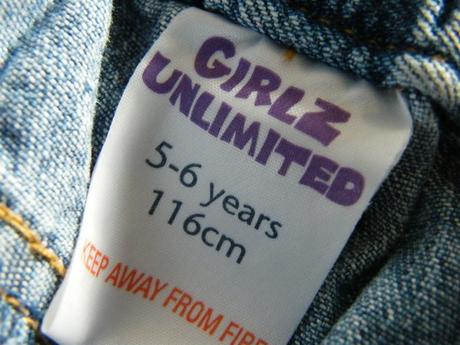 GIRLZ
UNLIMITED
5-6 years
116cm
KEEP AWAY FROM FIRE